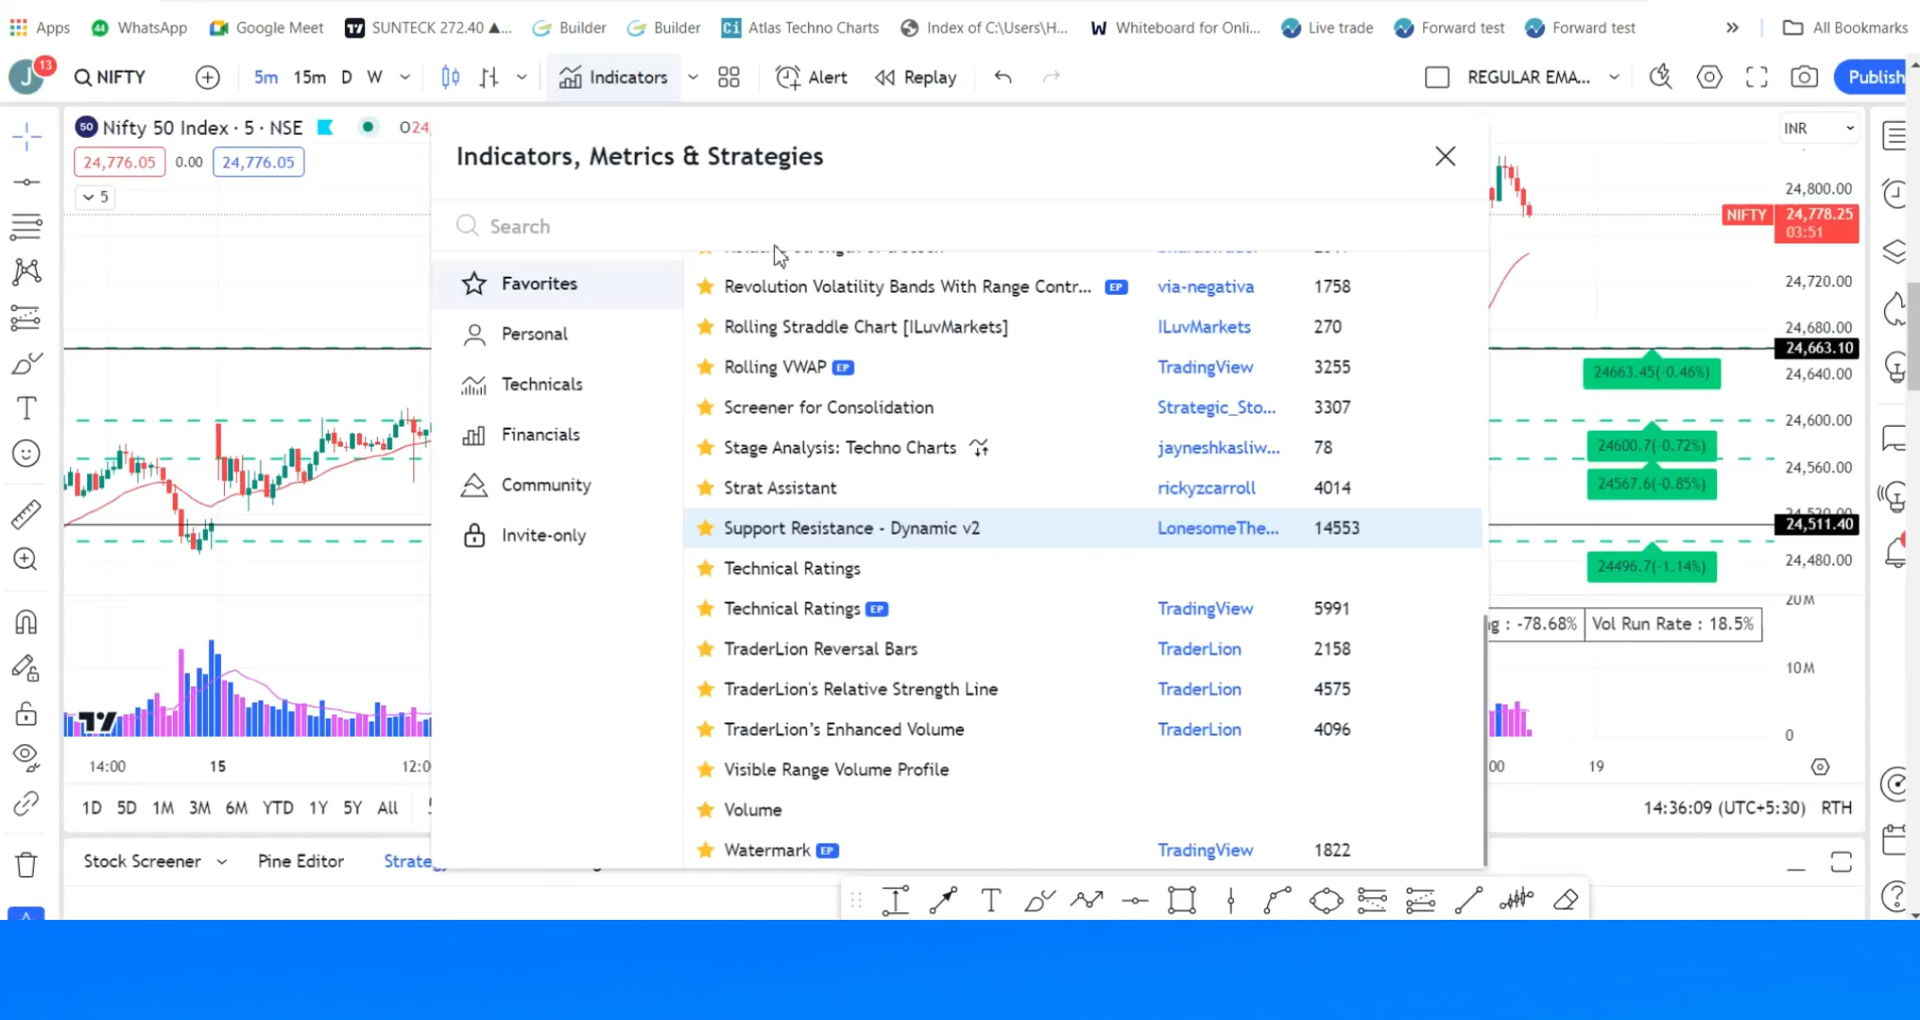 Apps WhatsApp Google Meet SUNTECK 272.40 ▲... Builder Builder Atlas Techno Charts Index of C:\Users\H... Whiteboard for Onli... Live trade Forward test Forward test » All Bookmarks
J 13 NIFTY 5m 15m D W Indicators Alert Replay REGULAR EMA... Publish
50 Nifty 50 Index · 5 · NSE O24, INR
24,776.05 0.00 24,776.05
5
Indicators, Metrics & Strategies
Search
Favorites
Personal
Technicals
Financials
Community
Invite-only
Revolution Volatility Bands With Range Contr... EP via-negativa 1758
Rolling Straddle Chart [ILuvMarkets] ILuvMarkets 270
Rolling VWAP EP TradingView 3255
Screener for Consolidation Strategic_Sto... 3307
Stage Analysis: Techno Charts jayneshkasliw... 78
Strat Assistant rickyzcarroll 4014
Support Resistance - Dynamic v2 LonesomeThe... 14553
Technical Ratings
Technical Ratings EP TradingView 5991
TraderLion Reversal Bars TraderLion 2158
TraderLion's Relative Strength Line TraderLion 4575
TraderLion’s Enhanced Volume TraderLion 4096
Visible Range Volume Profile
Volume
Watermark EP TradingView 1822
24,800.00
NIFTY 24,778.25
03:51
24,720.00
24,680.00
24,663.10
24663.45(-0.46%) 24,640.00
24,600.00
24600.7(-0.72%)
24,560.00
24567.6(-0.85%)
24,511.40
24496.7(-1.14%) 24,480.00
20M
: -78.68% Vol Run Rate : 18.5%
10M
0
14:00 15 12:0 00 19
1D 5D 1M 3M 6M YTD 1Y 5Y All 14:36:09 (UTC+5:30) RTH
Stock Screener Pine Editor Strateg